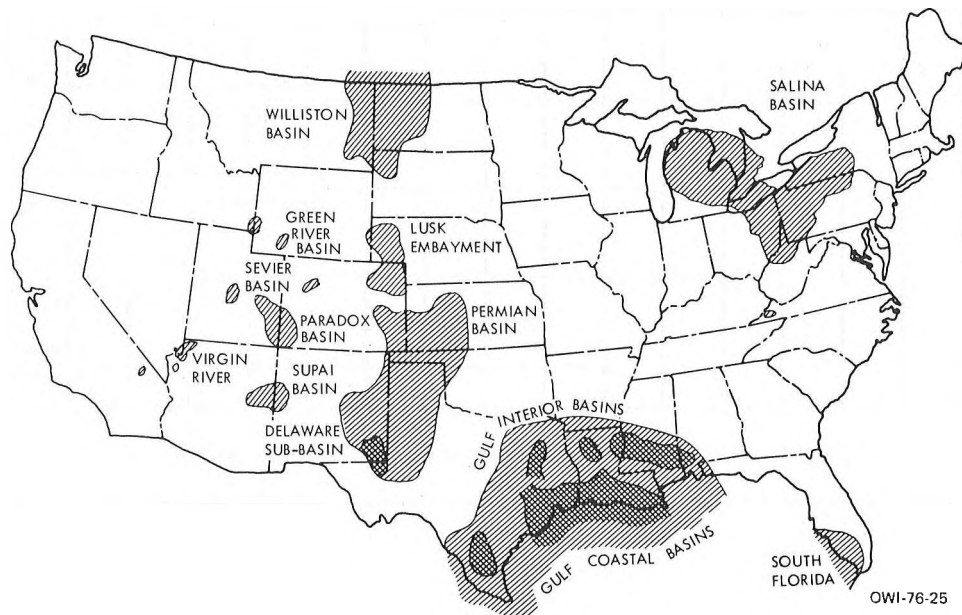 SALINA
BASIN
WILLISTON
BASIN
GREEN
RIVER
BASIN
LUSK
EMBAYMENT
SEVIER
BASIN
PARADOX
BASIN
PERMIAN
BASIN
VIRGIN
RIVER
SUPAI
BASIN
DELAWARE
SUB-BASIN
GULF INTERIOR BASINS
GULF COASTAL BASINS
SOUTH
FLORIDA
OWI-76-25